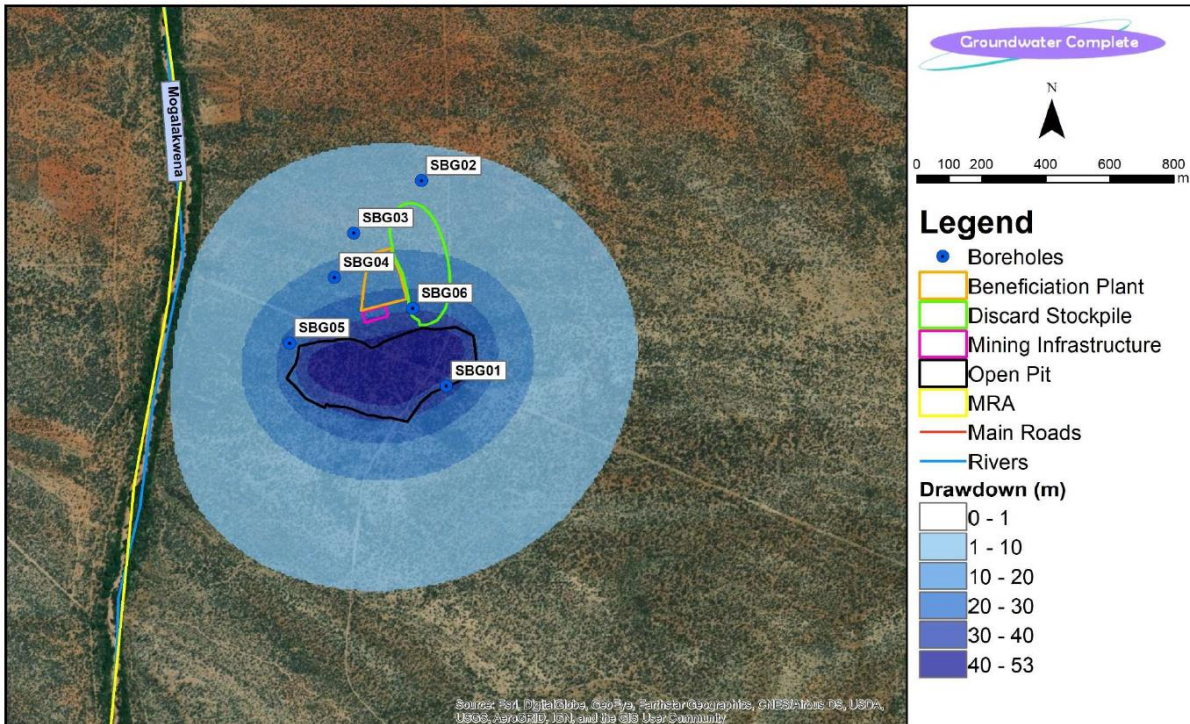 Mogalakwena
SBG02
SBG03
SBG04
SBG06
SBG05
SBG01
Source: Esri, DigitalGlobe, GeoEye, Earthstar Geographics, CNES/Airbus DS, USDA,
USGS, AeroGRID, IGN, and the GIS User Community
Groundwater Complete
N
0 100 200 400 600 800
m
Legend
Boreholes
Beneficiation Plant
Discard Stockpile
Mining Infrastructure
Open Pit
MRA
Main Roads
Rivers
Drawdown (m)
0 - 1
1 - 10
10 - 20
20 - 30
30 - 40
40 - 53